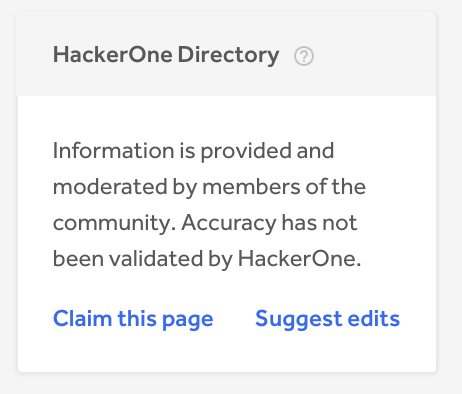 HackerOne Directory ?
Information is provided and
moderated by members of the
community. Accuracy has not
been validated by HackerOne.
Claim this page Suggest edits